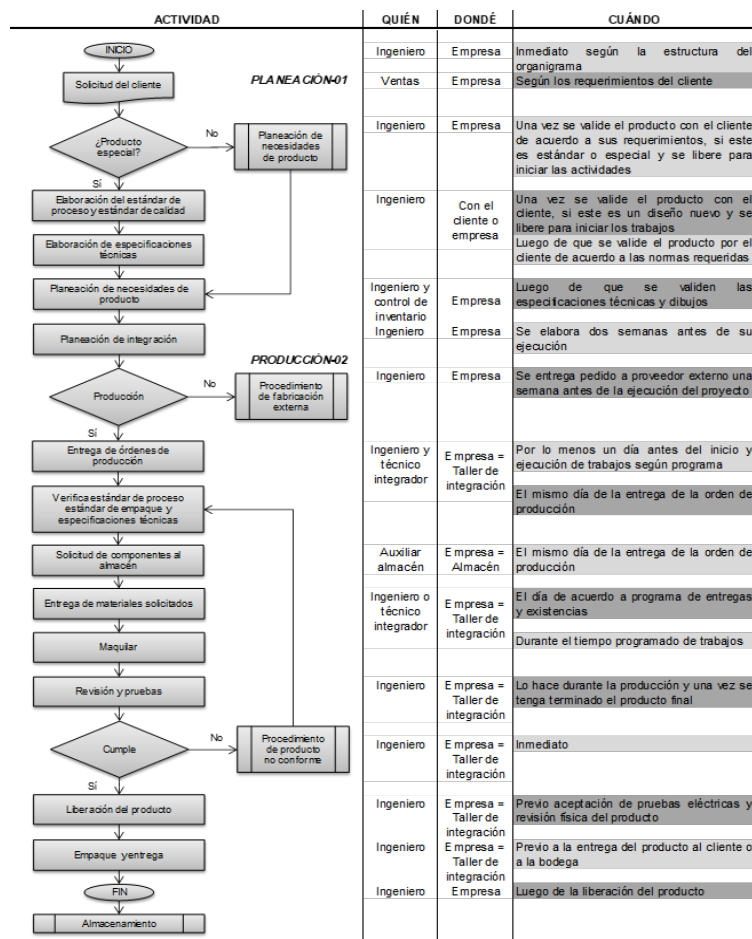 ACTIVIDAD QUIÉN DONDÉ CUÁNDO
INICIO
Solicitud del cliente
PLANEACIÓN-01
¿Producto
especial?
No
Planeación de
necesidades
de producto
Sí
Elaboración del estándar de
proceso y estándar de calidad
Elaboración de especificaciones
técnicas
Planeación de necesidades de
producto
Planeación de integración
PRODUCCIÓN-02
Producción
No
Procedimiento
de fabricación
externa
Sí
Entrega de órdenes de
producción
Verifica estándar de proceso
estándar de empaque y
especificaciones técnicas
Solicitud de componentes al
almacén
Entrega de materiales solicitados
Maquilar
Revisión y pruebas
Cumple
No
Procedimiento
de producto
no conforme
Sí
Liberación del producto
Empaque y entrega
FIN
Almacenamiento
Ingeniero
Empresa
Inmediato según la estructura del
organigrama
Ventas
Empresa
Según los requerimientos del cliente
Ingeniero
Empresa
Una vez se valide el producto con el cliente
de acuerdo a sus requerimientos, si este
es estándar o especial y se libere para
iniciar las actividades
Ingeniero
Con el
cliente o
empresa
Una vez se valide el producto con el
cliente, si este es un diseño nuevo y se
libere para iniciar los trabajos
Luego de que se valide el producto por el
cliente de acuerdo a las normas requeridas
Ingeniero y
control de
inventario
Empresa
Luego de que se validen las
especificaciones técnicas y dibujos
Ingeniero
Empresa
Se elabora dos semanas antes de su
ejecución
Ingeniero
Empresa
Se entrega pedido a proveedor externo una
semana antes de la ejecución del proyecto
Ingeniero y
técnico
integrador
Empresa =
Taller de
integración
Por lo menos un día antes del inicio y
ejecución de trabajos según programa
El mismo día de la entrega de la orden de
producción
Auxiliar
almacén
Empresa =
Almacén
El mismo día de la entrega de la orden de
producción
Ingeniero o
técnico
integrador
Empresa =
Taller de
integración
El día de acuerdo a programa de entregas
y existencias
Durante el tiempo programado de trabajos
Ingeniero
Empresa =
Taller de
integración
Lo hace durante la producción y una vez se
tenga terminado el producto final
Ingeniero
Empresa =
Taller de
integración
Inmediato
Ingeniero
Empresa =
Taller de
integración
Previo aceptación de pruebas eléctricas y
revisión física del producto
Ingeniero
Empresa =
Taller de
integración
Previo a la entrega del producto al cliente o
a la bodega
Ingeniero
Empresa
Luego de la liberación del producto